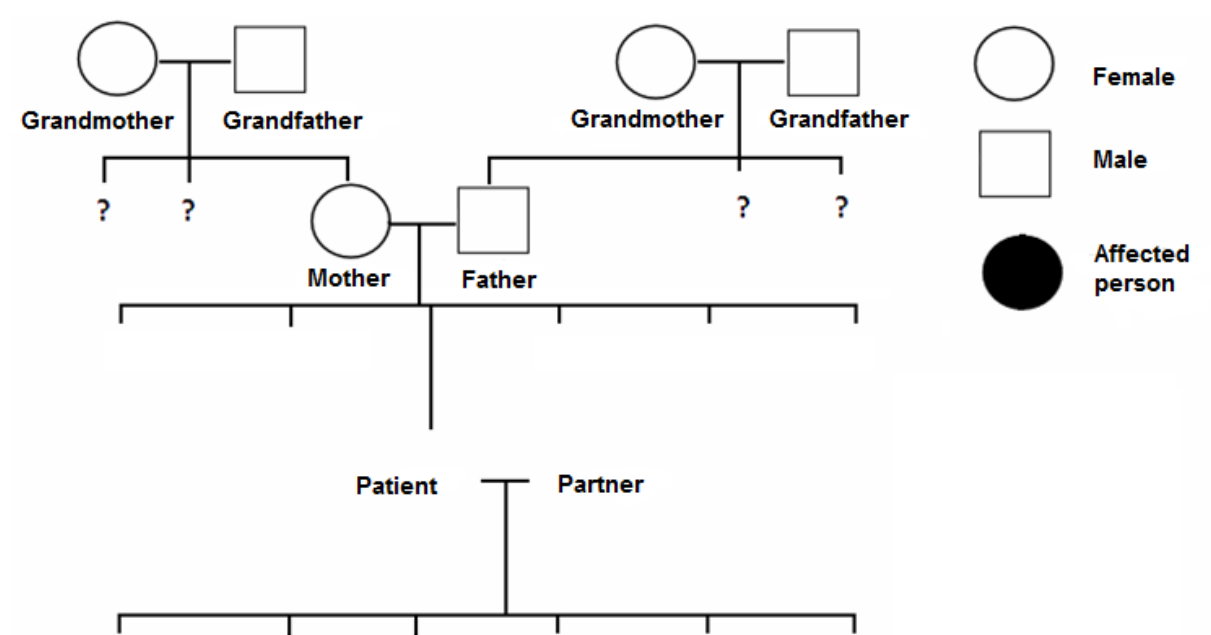 Grandmother Grandfather Grandmother Grandfather
Female
Male
? ? ? ?
Mother Father
Affected
person
Patient Partner